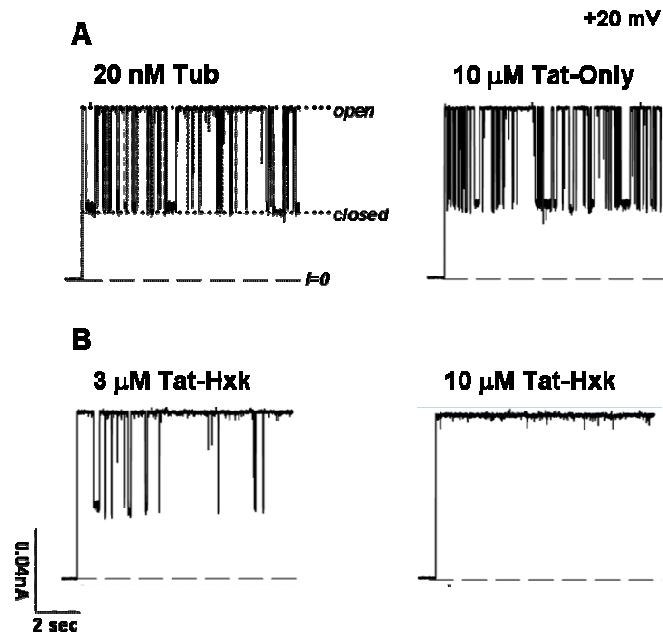 +20 mV
A
20 nM Tub
10 μM Tat-Only
open
closed
I=0
B
3 μM Tat-Hxk
10 μM Tat-Hxk
0.04nA
2 sec